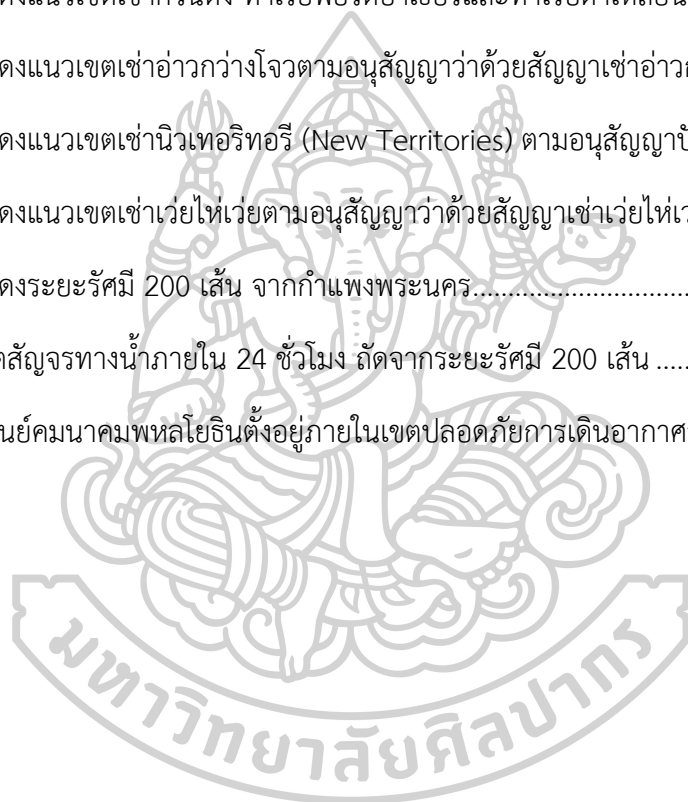 ดงแนวเขตเช่าอ่าวกว่างโจวตามอนุสัญญาว่าด้วยสัญญาเช่าอ่าว
ดงแนวเขตเช่านิวเทอริทอรี (New Territories) ตามอนุสัญญา
ดงแนวเขตเช่าเว่ยไห่เว่ยตามอนุสัญญาว่าด้วยสัญญาเช่าเว่ยไห่
ดงระยะรัศมี 200 เส้น จากกำแพงพระนคร........................
สัญจรทางน้ำภายใน 24 ชั่วโมง ถัดจากระยะรัศมี 200 เส้น .....
นย์คมนาคมพหลโยธินตั้งอยู่ภายในเขตปลอดภัยการเดินอากาศ
มหาวิทยาลัยศิลปากร